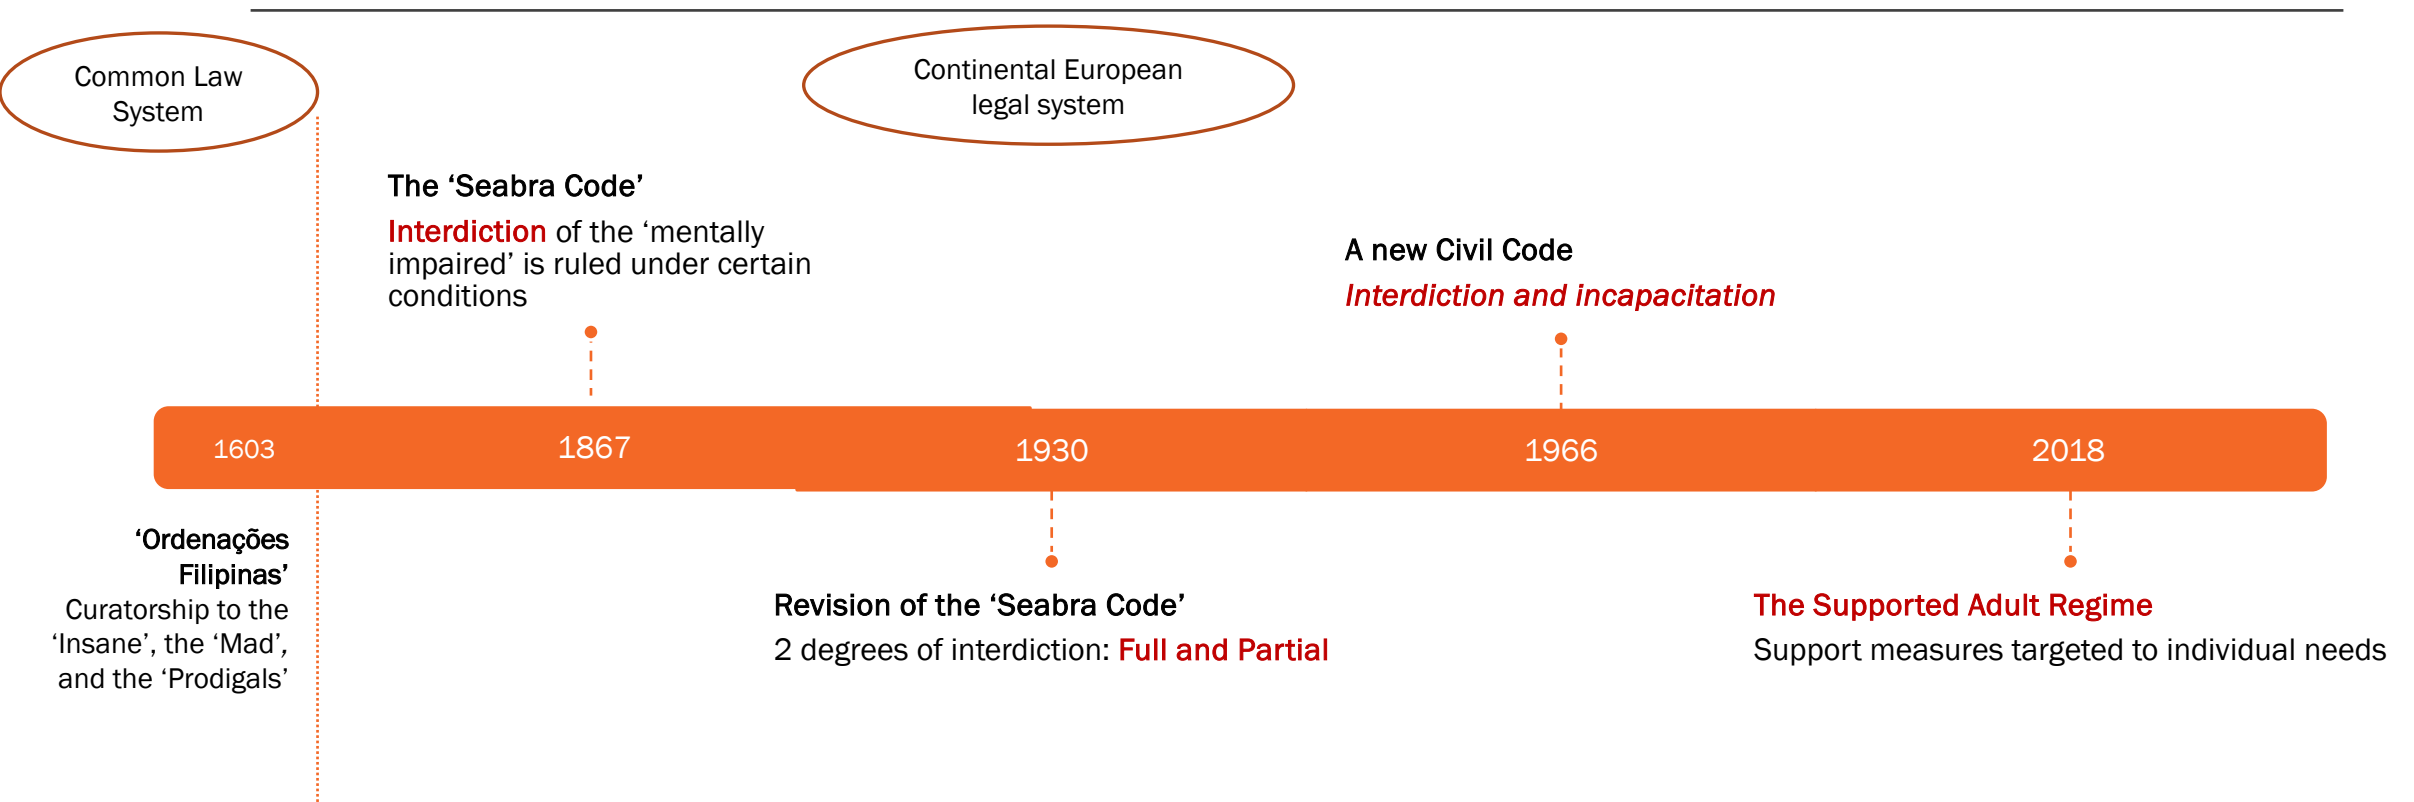 Common Law
System
Continental European
legal system
The ‘Seabra Code’
Interdiction of the ‘mentally
impaired’ is ruled under certain
conditions
A new Civil Code
Interdiction and incapacitation
1603
1867
1930
1966
2018
‘Ordenações
Filipinas’
Curatorship to the
‘Insane’, the ‘Mad’,
and the ‘Prodigals’
Revision of the ‘Seabra Code’
2 degrees of interdiction: Full and Partial
The Supported Adult Regime
Support measures targeted to individual needs